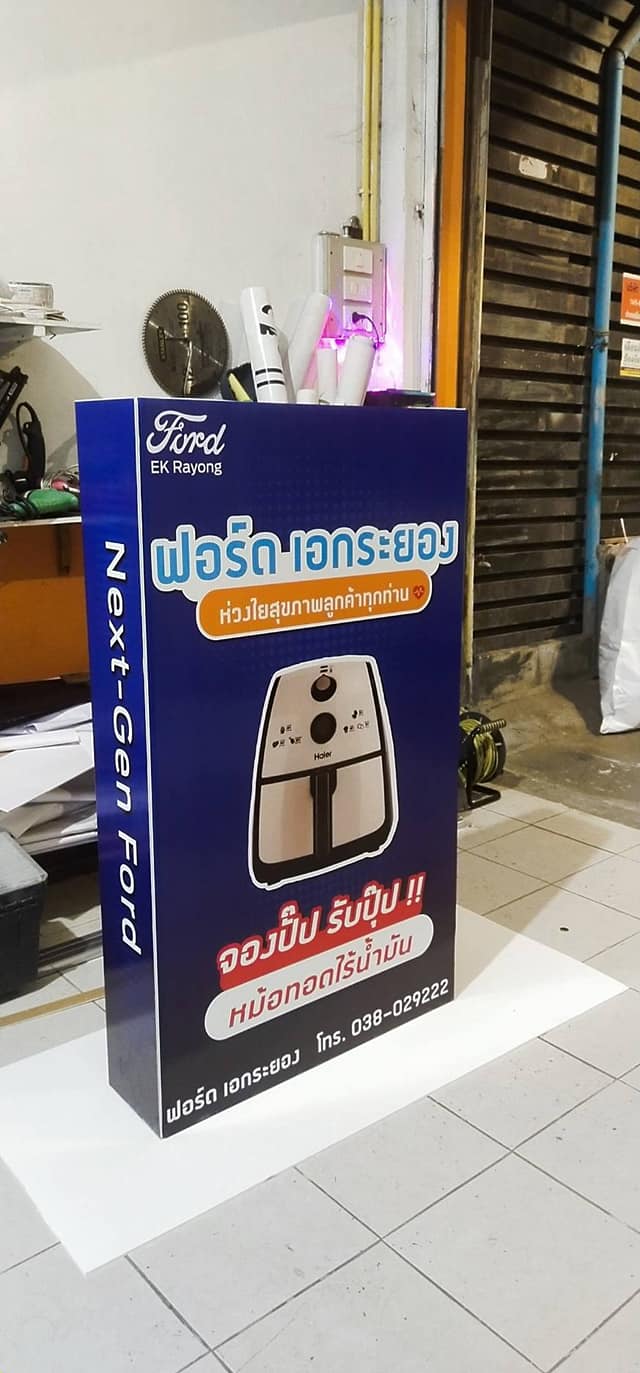 Ford
EK Rayong
ฟอร์ด เอกระยอง
ห่วงใยสุขภาพลูกค้าทุกท่าน
Next-Gen Ford
Haier
จองปั๊ป รับปุ๊ป !!
หม้อทอดไร้น้ำมัน
ฟอร์ด เอกระยอง โทร. 038-029222